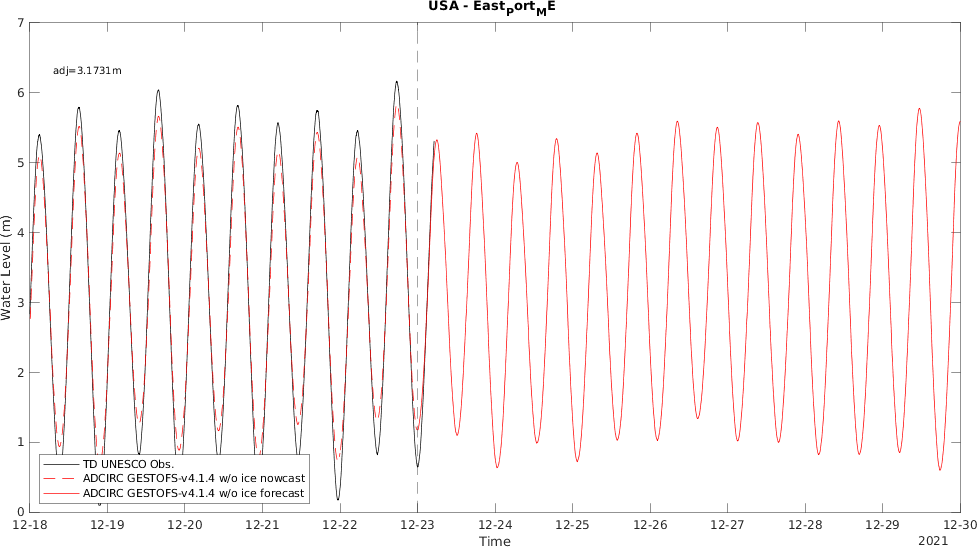 USA - EastPortME
7
adj=3.1731m
6
5
4
3
2
1
0
Water Level (m)
TD UNESCO Obs.
ADCIRC GESTOFS-v4.1.4 w/o ice nowcast
ADCIRC GESTOFS-v4.1.4 w/o ice forecast
12-18 12-19 12-20 12-21 12-22 12-23 12-24 12-25 12-26 12-27 12-28 12-29 12-30
Time
2021